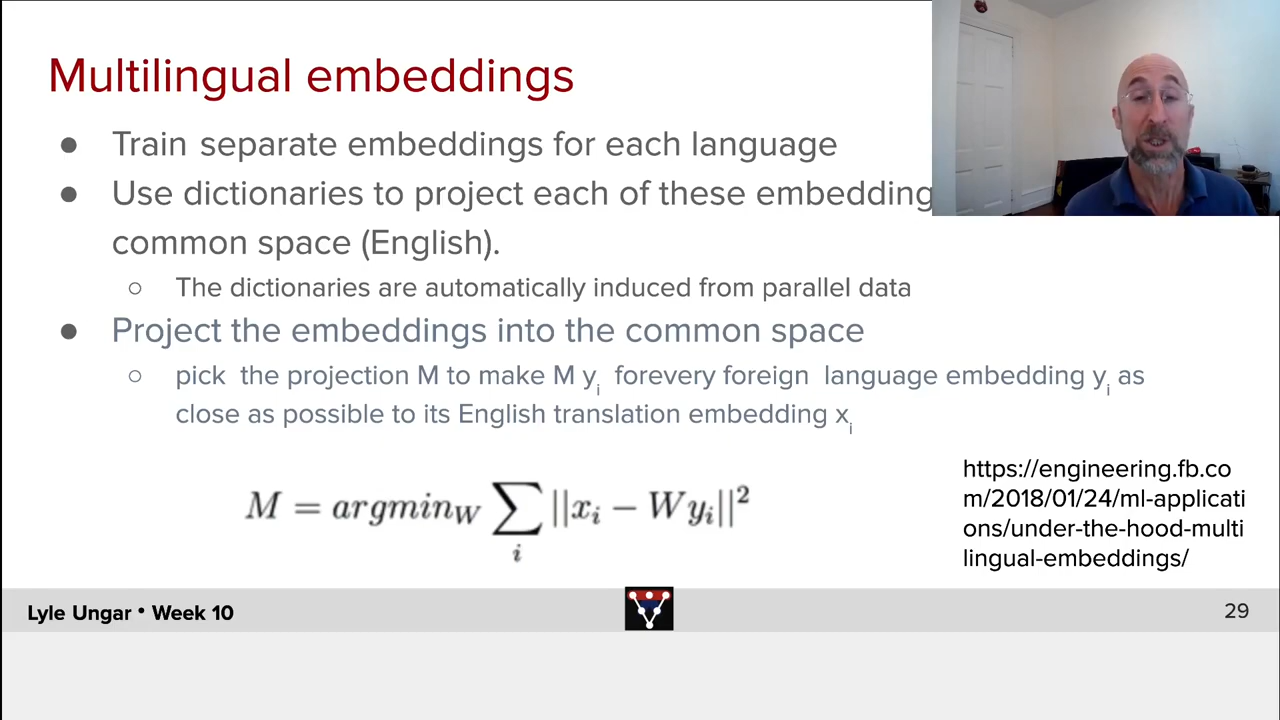 Multilingual embeddings
● Train separate embeddings for each language
● Use dictionaries to project each of these embedding
common space (English).
○ The dictionaries are automatically induced from parallel data
● Project the embeddings into the common space
○ pick the projection M to make M y_i forevery foreign language embedding y_i as
close as possible to its English translation embedding x_i
M = argmin_W ∑_i ||x_i − Wy_i||²
https://engineering.fb.co
m/2018/01/24/ml-applicati
ons/under-the-hood-multi
lingual-embeddings/
Lyle Ungar • Week 10
29